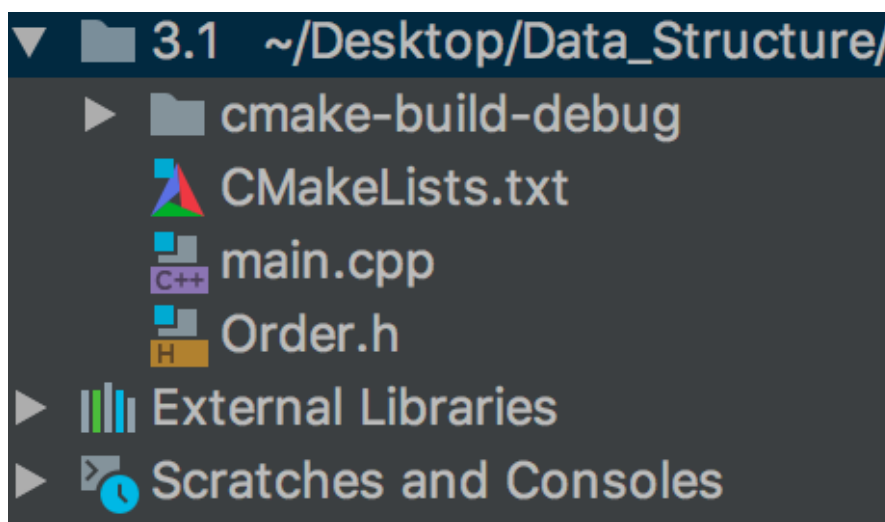 3.1 ~/Desktop/Data_Structure/
cmake-build-debug
CMakeLists.txt
C++ main.cpp
H Order.h
External Libraries
Scratches and Consoles